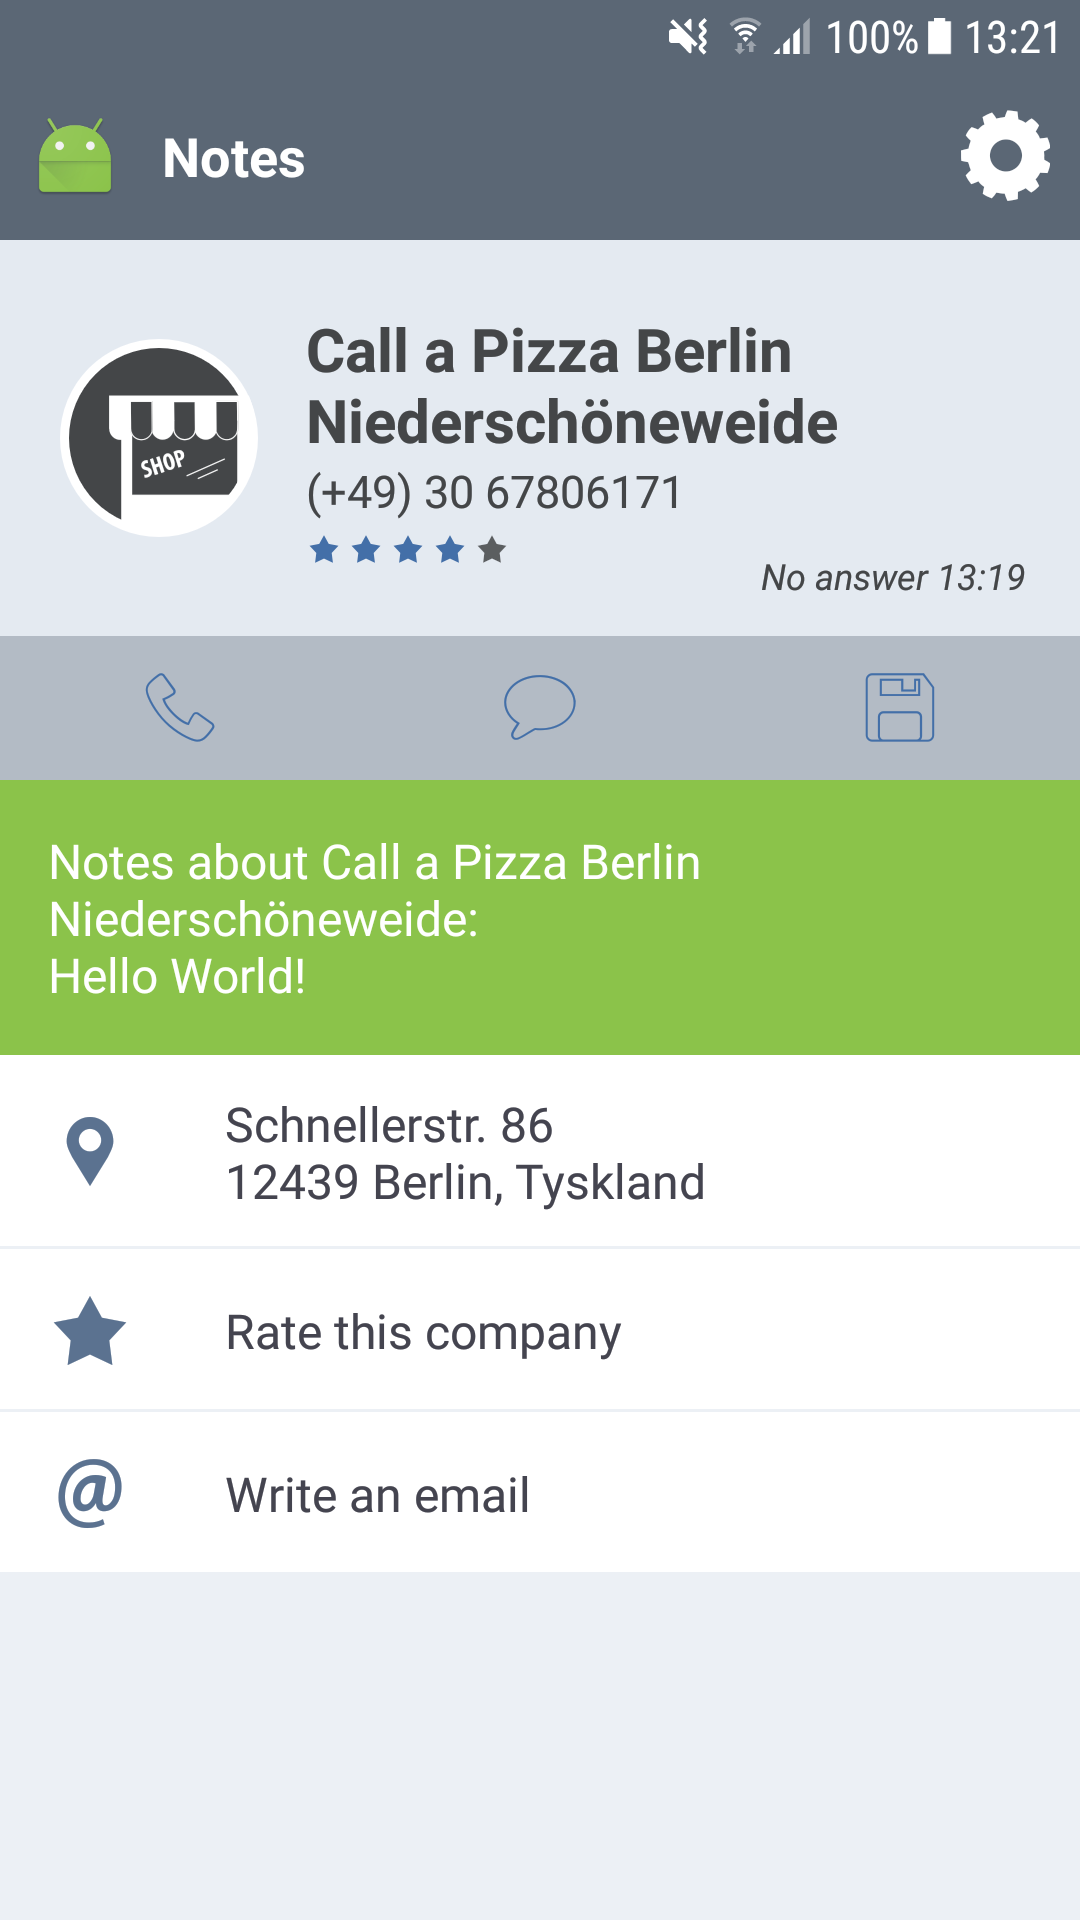 100% 13:21
Notes
Call a Pizza Berlin
Niederschöneweide
SHOP
(+49) 30 67806171
No answer 13:19
Notes about Call a Pizza Berlin
Niederschöneweide:
Hello World!
Schnellerstr. 86
12439 Berlin, Tyskland
Rate this company
@ Write an email